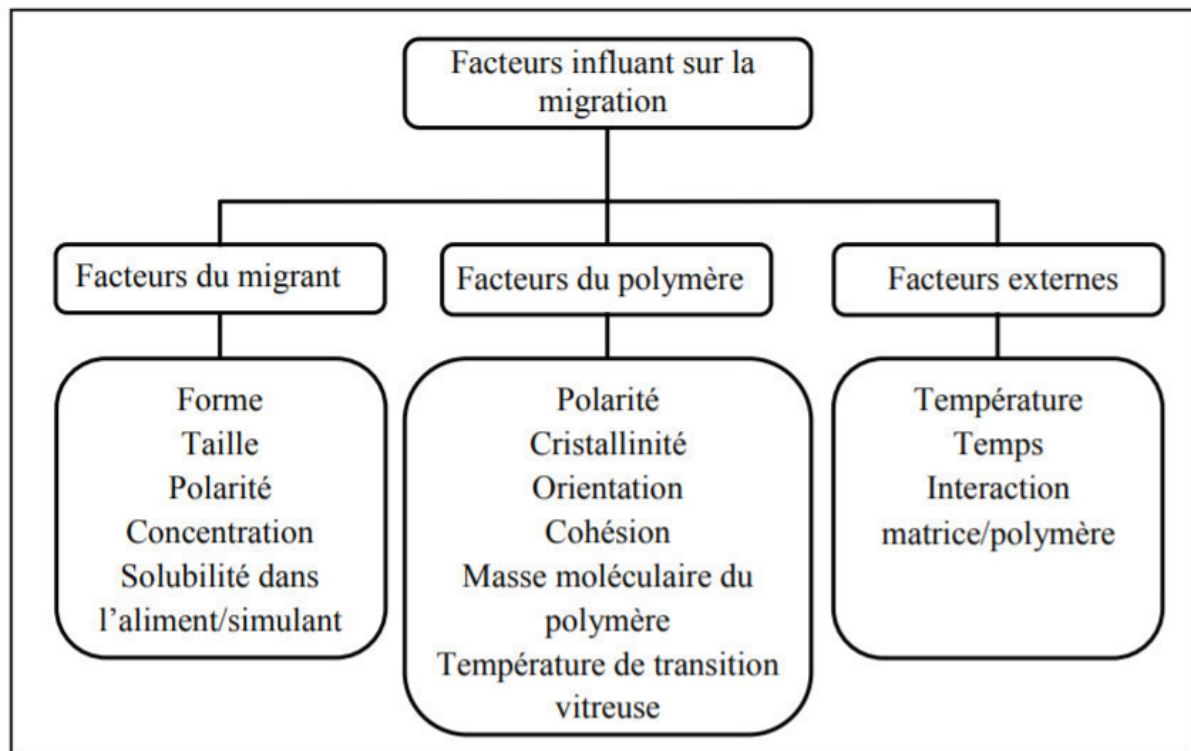 Facteurs influant sur la
migration
Facteurs du migrant
Facteurs du polymère
Facteurs externes
Forme
Taille
Polarité
Concentration
Solubilité dans
l’aliment/simulant
Polarité
Cristallinité
Orientation
Cohésion
Masse moléculaire du
polymère
Température de transition
vitreuse
Température
Temps
Interaction
matrice/polymère